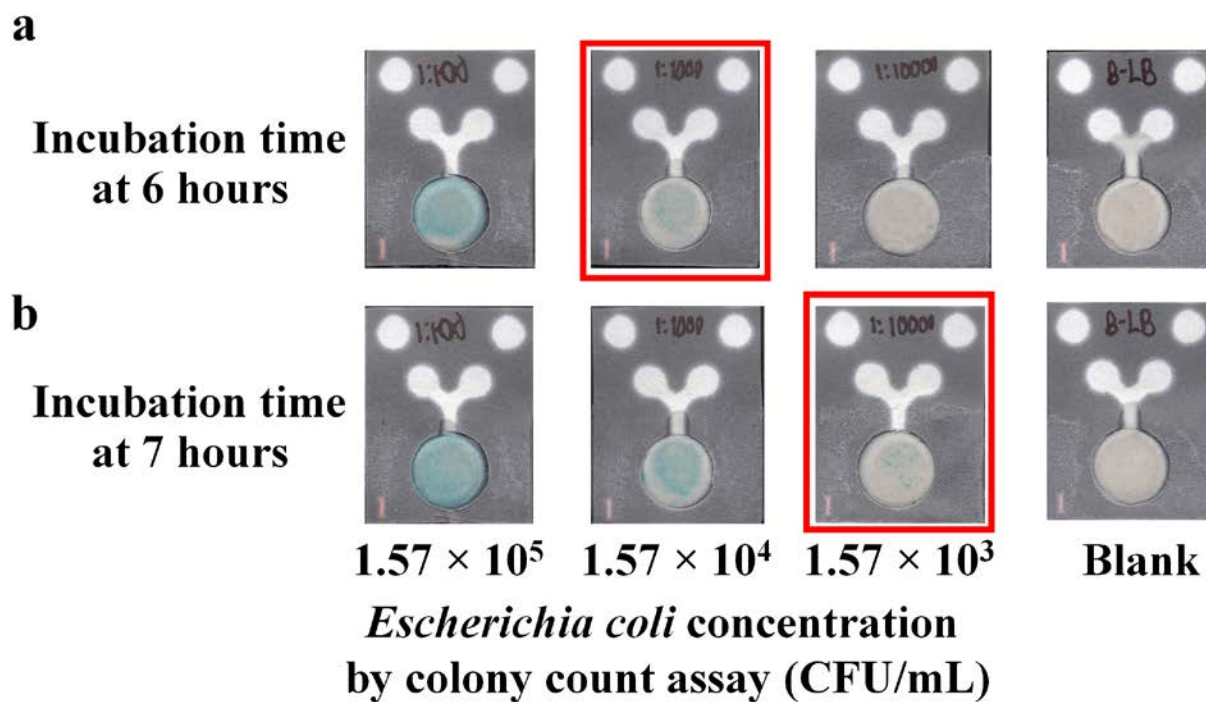 a
Incubation time
at 6 hours
1:100
1:1000
1:10000
B-LB
b
Incubation time
at 7 hours
1:100
1:1000
1:10000
B-LB
1.57 × 10⁵
1.57 × 10⁴
1.57 × 10³
Blank
Escherichia coli concentration
by colony count assay (CFU/mL)